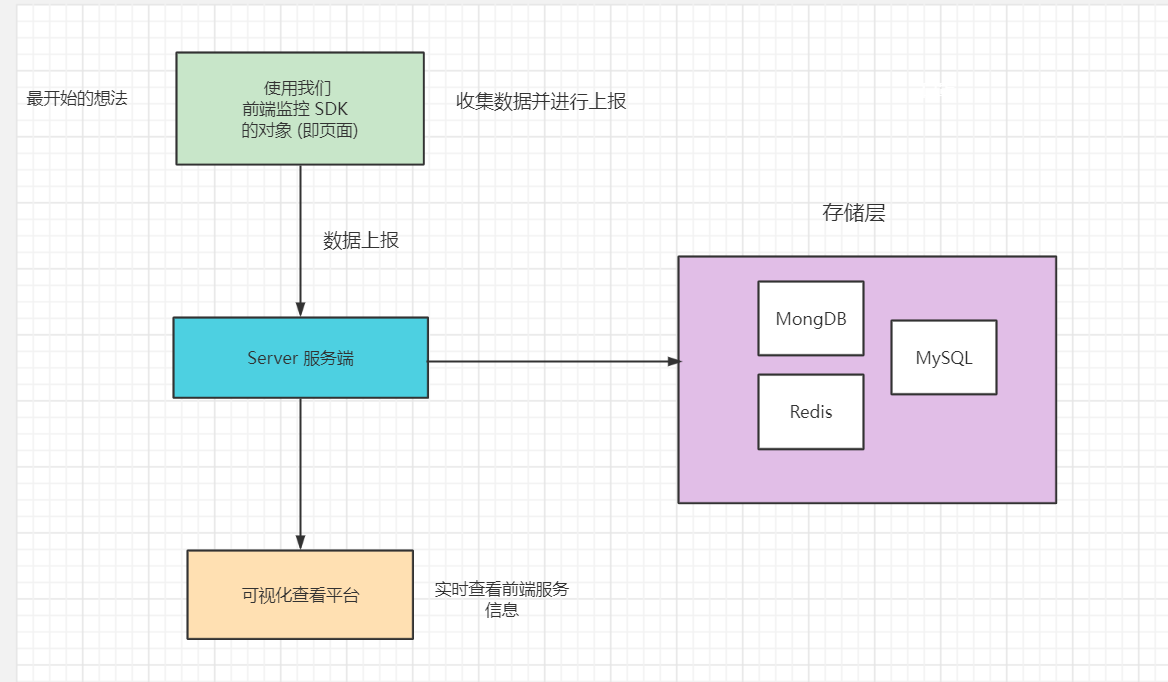 最开始的想法
使用我们
前端监控 SDK
的对象 (即页面)
收集数据并进行上报
数据上报
存储层
MongDB
MySQL
Redis
Server 服务端
可视化查看平台
实时查看前端服务
信息